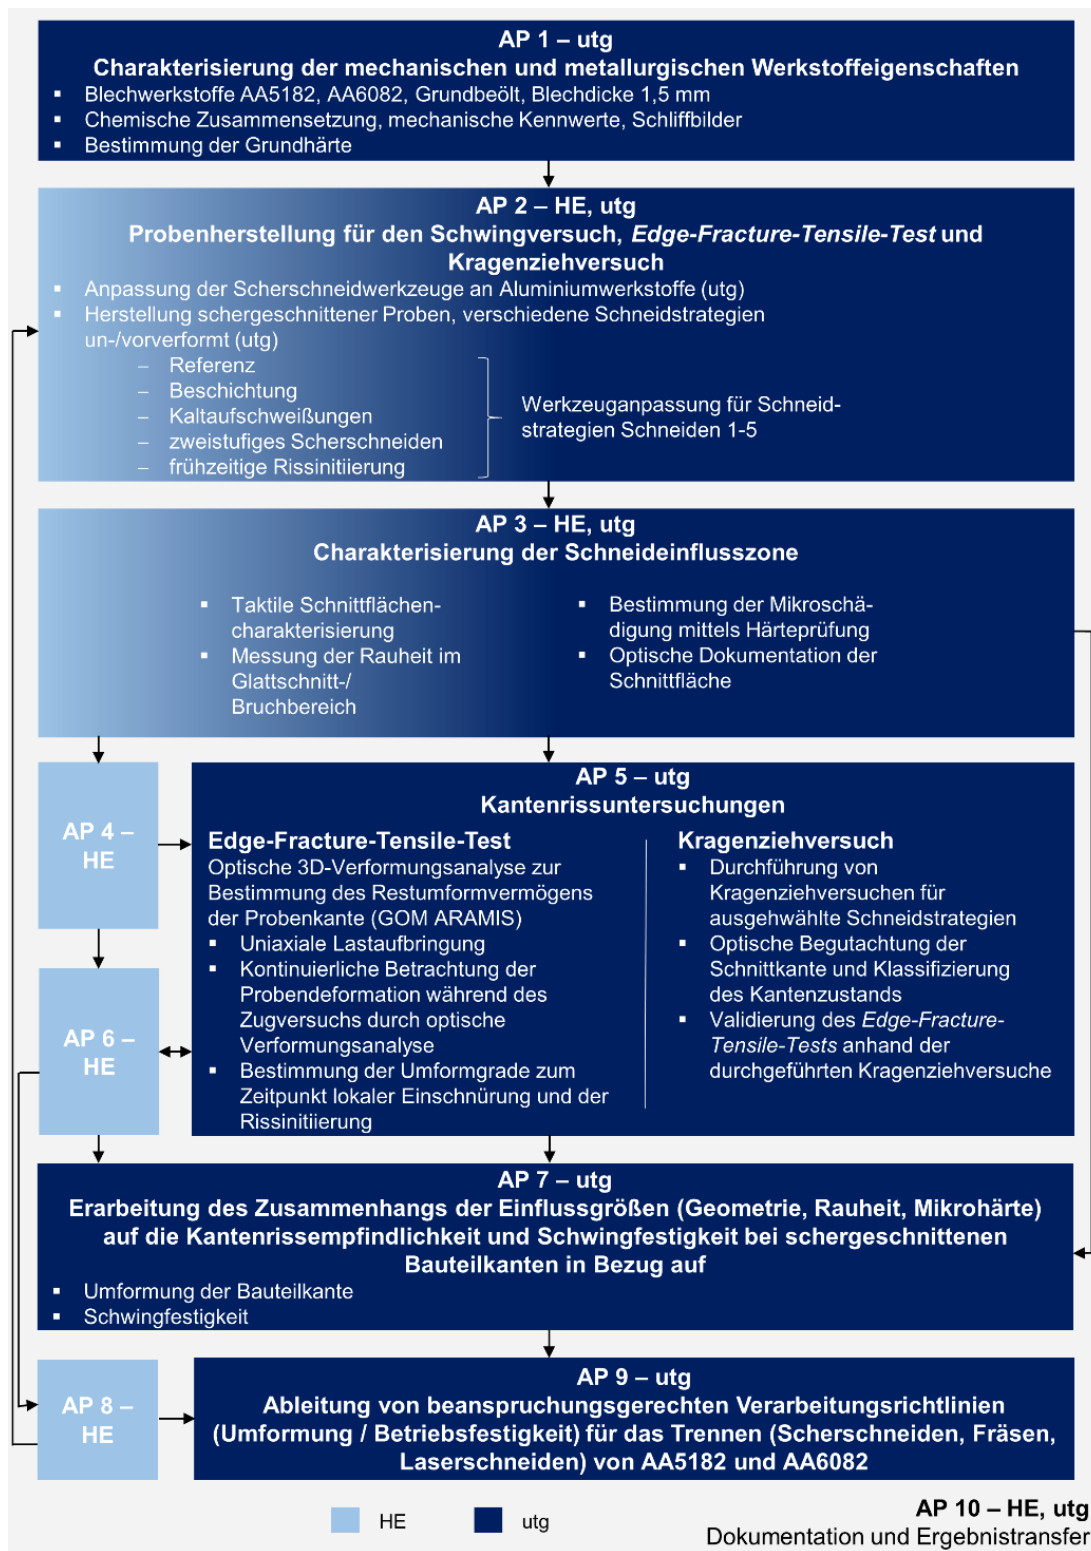 AP 1 – utg
Charakterisierung der mechanischen und metallurgischen Werkstoffeigenschaften
▪ Blechwerkstoffe AA5182, AA6082, Grundbeölt, Blechdicke 1,5 mm
▪ Chemische Zusammensetzung, mechanische Kennwerte, Schliffbilder
▪ Bestimmung der Grundhärte
AP 2 – HE, utg
Probenherstellung für den Schwingversuch, Edge-Fracture-Tensile-Test und
Kragenziehversuch
▪ Anpassung der Scherschneidwerkzeuge an Aluminiumwerkstoffe (utg)
▪ Herstellung schergeschnittener Proben, verschiedene Schneidstrategien
un-/vorverformt (utg)
– Referenz
– Beschichtung
– Kaltaufschweißungen
– zweistufiges Scherschneiden
– frühzeitige Rissinitiierung
Werkzeuganpassung für Schneid-
strategien Schneiden 1-5
AP 3 – HE, utg
Charakterisierung der Schneideinflusszone
▪ Taktile Schnittflächen-
charakterisierung
▪ Messung der Rauheit im
Glattschnitt-/
Bruchbereich
▪ Bestimmung der Mikroschä-
digung mittels Härteprüfung
▪ Optische Dokumentation der
Schnittfläche
AP 4 –
HE
AP 5 – utg
Kantenrissuntersuchungen
Edge-Fracture-Tensile-Test
Optische 3D-Verformungsanalyse zur
Bestimmung des Restumformvermögens
der Probenkante (GOM ARAMIS)
▪ Uniaxiale Lastaufbringung
▪ Kontinuierliche Betrachtung der
Probendeformation während des
Zugversuchs durch optische
Verformungsanalyse
▪ Bestimmung der Umformgrade zum
Zeitpunkt lokaler Einschnürung und der
Rissinitiierung
Kragenziehversuch
▪ Durchführung von
Kragenziehversuchen für
ausgehwählte Schneidstrategien
▪ Optische Begutachtung der
Schnittkante und Klassifizierung
des Kantenzustands
▪ Validierung des Edge-Fracture-
Tensile-Tests anhand der
durchgeführten Kragenziehversuche
AP 6 –
HE
AP 7 – utg
Erarbeitung des Zusammenhangs der Einflussgrößen (Geometrie, Rauheit, Mikrohärte)
auf die Kantenrissempfindlichkeit und Schwingfestigkeit bei schergeschnittenen
Bauteilkanten in Bezug auf
▪ Umformung der Bauteilkante
▪ Schwingfestigkeit
AP 8 –
HE
AP 9 – utg
Ableitung von beanspruchungsgerechten Verarbeitungsrichtlinien
(Umformung / Betriebsfestigkeit) für das Trennen (Scherschneiden, Fräsen,
Laserschneiden) von AA5182 und AA6082
HE
utg
AP 10 – HE, utg
Dokumentation und Ergebnistransfer